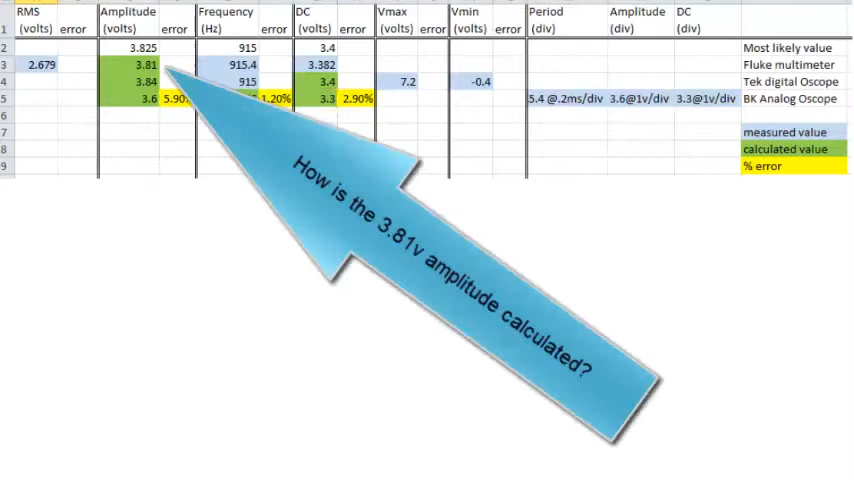 RMS Amplitude Frequency DC Vmax Vmin Period Amplitude DC
1 (volts) error (volts) error (Hz) error (volts) error (volts) error (volts) error (div) (div) (div)
2 3.825 915 3.4 Most likely value
3 2.679 3.81 915.4 3.382 Fluke multimeter
4 3.84 915 3.4 7.2 -0.4 Tek digital Oscope
5 3.6 5.90% 1.20% 3.3 2.90% 5.4 @.2ms/div 3.6@1v/div 3.3@1v/div BK Analog Oscope
6
7 measured value
8 calculated value
9 % error
How is the 3.81v amplitude calculated?